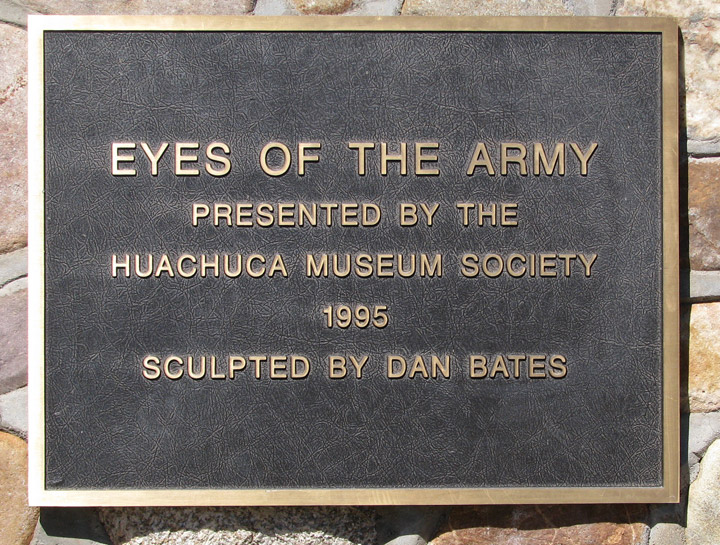 EYES OF THE ARMY
PRESENTED BY THE
HUACHUCA MUSEUM SOCIETY
1995
SCULPTED BY DAN BATES